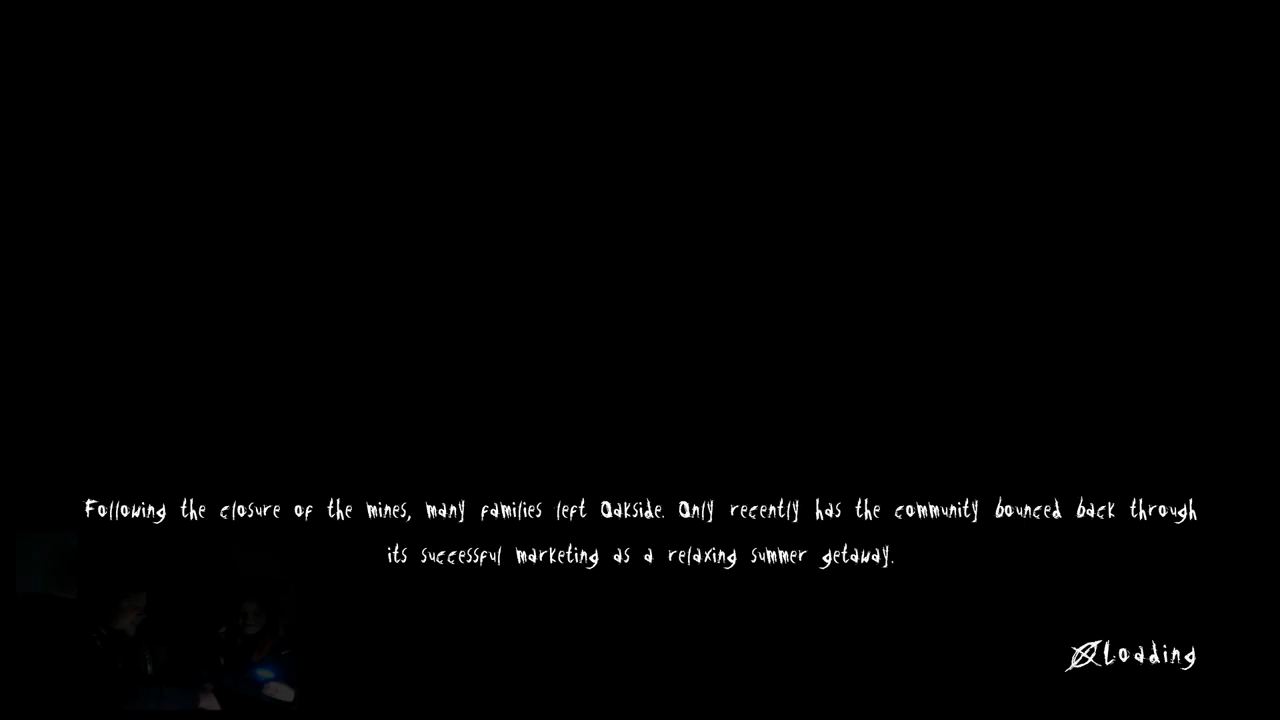 Following the closure of the mines, many families left Oakside. Only recently has the community bounced back through
its successful marketing as a relaxing summer getaway.
Loading